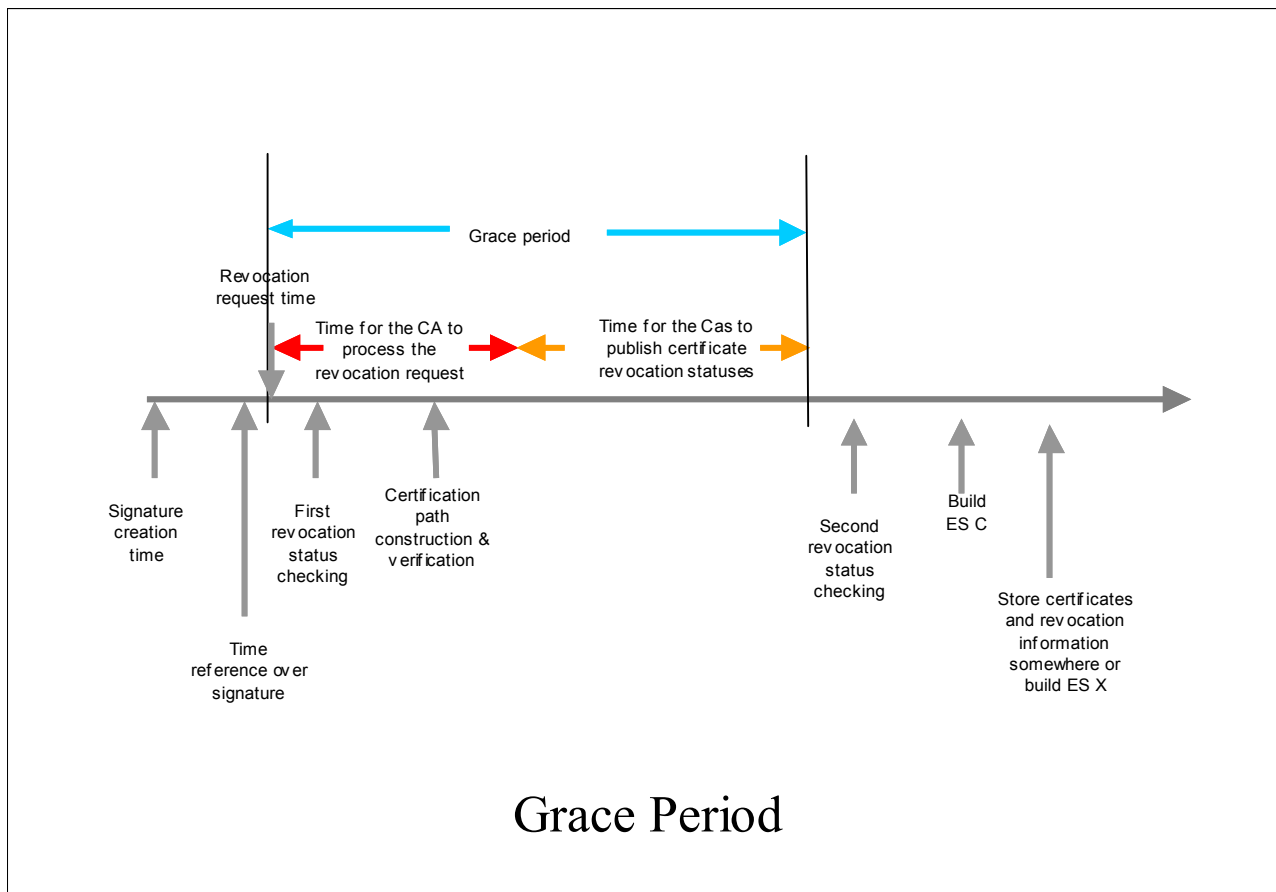 Grace period
Revocation
request time
Time for the CA to
process the
revocation request
Time for the Cas to
publish certificate
revocation statuses
Signature
creation
time
Time
reference over
signature
First
revocation
status
checking
Certification
path
construction &
verification
Second
revocation
status
checking
Build
ES C
Store certificates
and revocation
information
somewhere or
build ES X
Grace Period